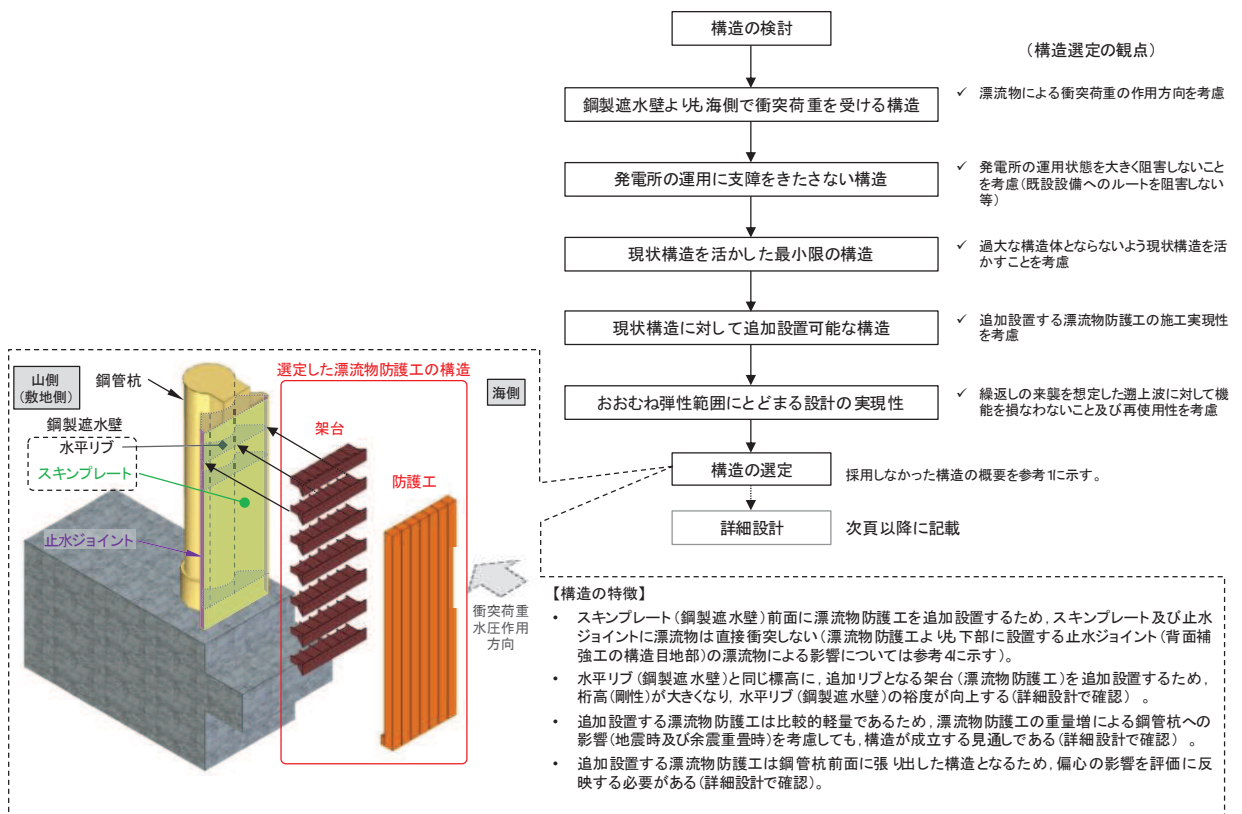 構造の検討
(構造選定の観点)
鋼製遮水壁よりも海側で衝突荷重を受ける構造
✓ 漂流物による衝突荷重の作用方向を考慮
発電所の運用に支障をきたさない構造
✓ 発電所の運用状態を大きく阻害しないこと
を考慮(既設設備へのルートを阻害しない
等)
現状構造を活かした最小限の構造
✓ 過大な構造体とならないよう現状構造を活
かすことを考慮
現状構造に対して追加設置可能な構造
✓ 追加設置する漂流物防護工の施工実現性
を考慮
おおむね弾性範囲にとどまる設計の実現性
✓ 繰返しの来襲を想定した遡上波に対して機
能を損なわないこと及び再使用性を考慮
構造の選定
採用しなかった構造の概要を参考1に示す。
詳細設計
次頁以降に記載
山側
(敷地側)
鋼管杭
選定した漂流物防護工の構造
海側
鋼製遮水壁
水平リブ
スキンプレート
架台
防護工
止水ジョイント
衝突荷重
水圧作用
方向
【構造の特徴】
• スキンプレート(鋼製遮水壁)前面に漂流物防護工を追加設置するため,スキンプレート及び止水
ジョイントに漂流物は直接衝突しない(漂流物防護工よりも下部に設置する止水ジョイント(背面補
強工の構造目地部)の漂流物による影響については参考4に示す)。
• 水平リブ(鋼製遮水壁)と同じ標高に,追加リブとなる架台(漂流物防護工)を追加設置するため,
桁高(剛性)が大きくなり,水平リブ(鋼製遮水壁)の裕度が向上する(詳細設計で確認) 。
• 追加設置する漂流物防護工は比較的軽量であるため,漂流物防護工の重量増による鋼管杭への
影響(地震時及び余震重畳時)を考慮しても,構造が成立する見通しである(詳細設計で確認) 。
• 追加設置する漂流物防護工は鋼管杭前面に張り出した構造となるため,偏心の影響を評価に反
映する必要がある(詳細設計で確認)。